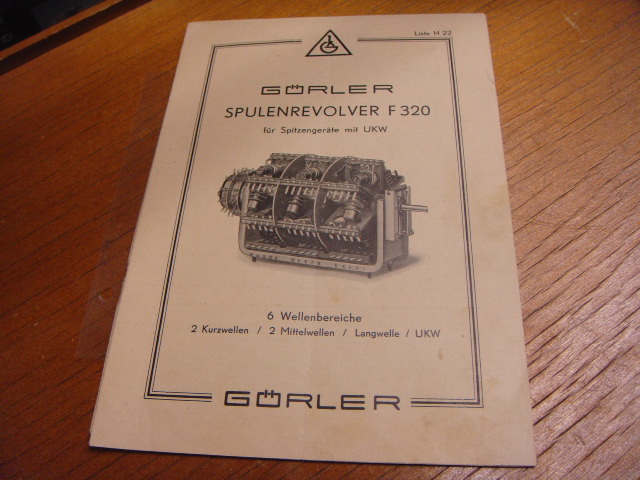 Liste H 22
GÖRLER
SPULENREVOLVER F 320
für Spitzengeräte mit UKW
6 Wellenbereiche
2 Kurzwellen / 2 Mittelwellen / Langwelle / UKW
GÖRLER